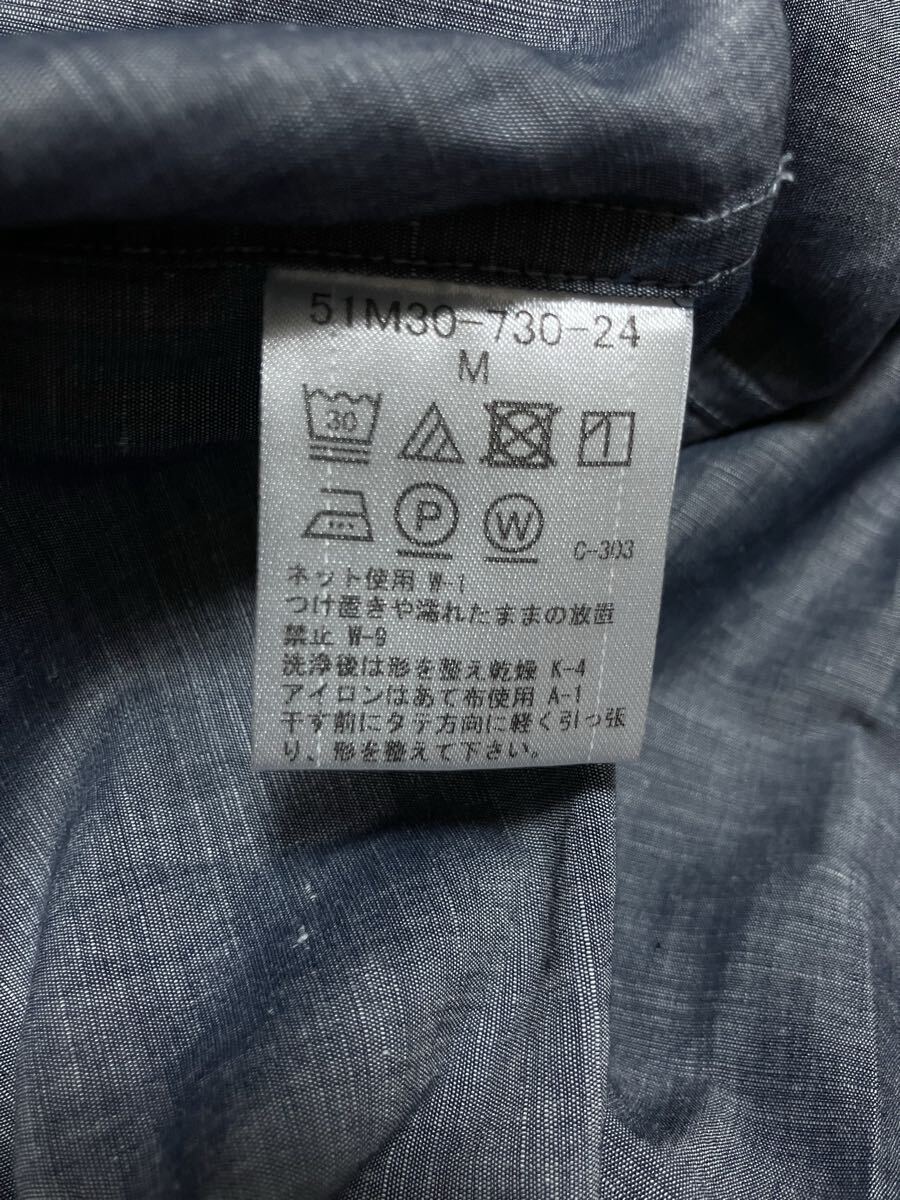 51M30-730-24
M
30
P W C-303
ネット使用 W-1
つけ置きや濡れたままの放置
禁止 W-9
洗浄後は形を整え乾燥 K-4
アイロンはあて布使用 A-1
干す前にタテ方向に軽く引っ張
り、形を整えて下さい。